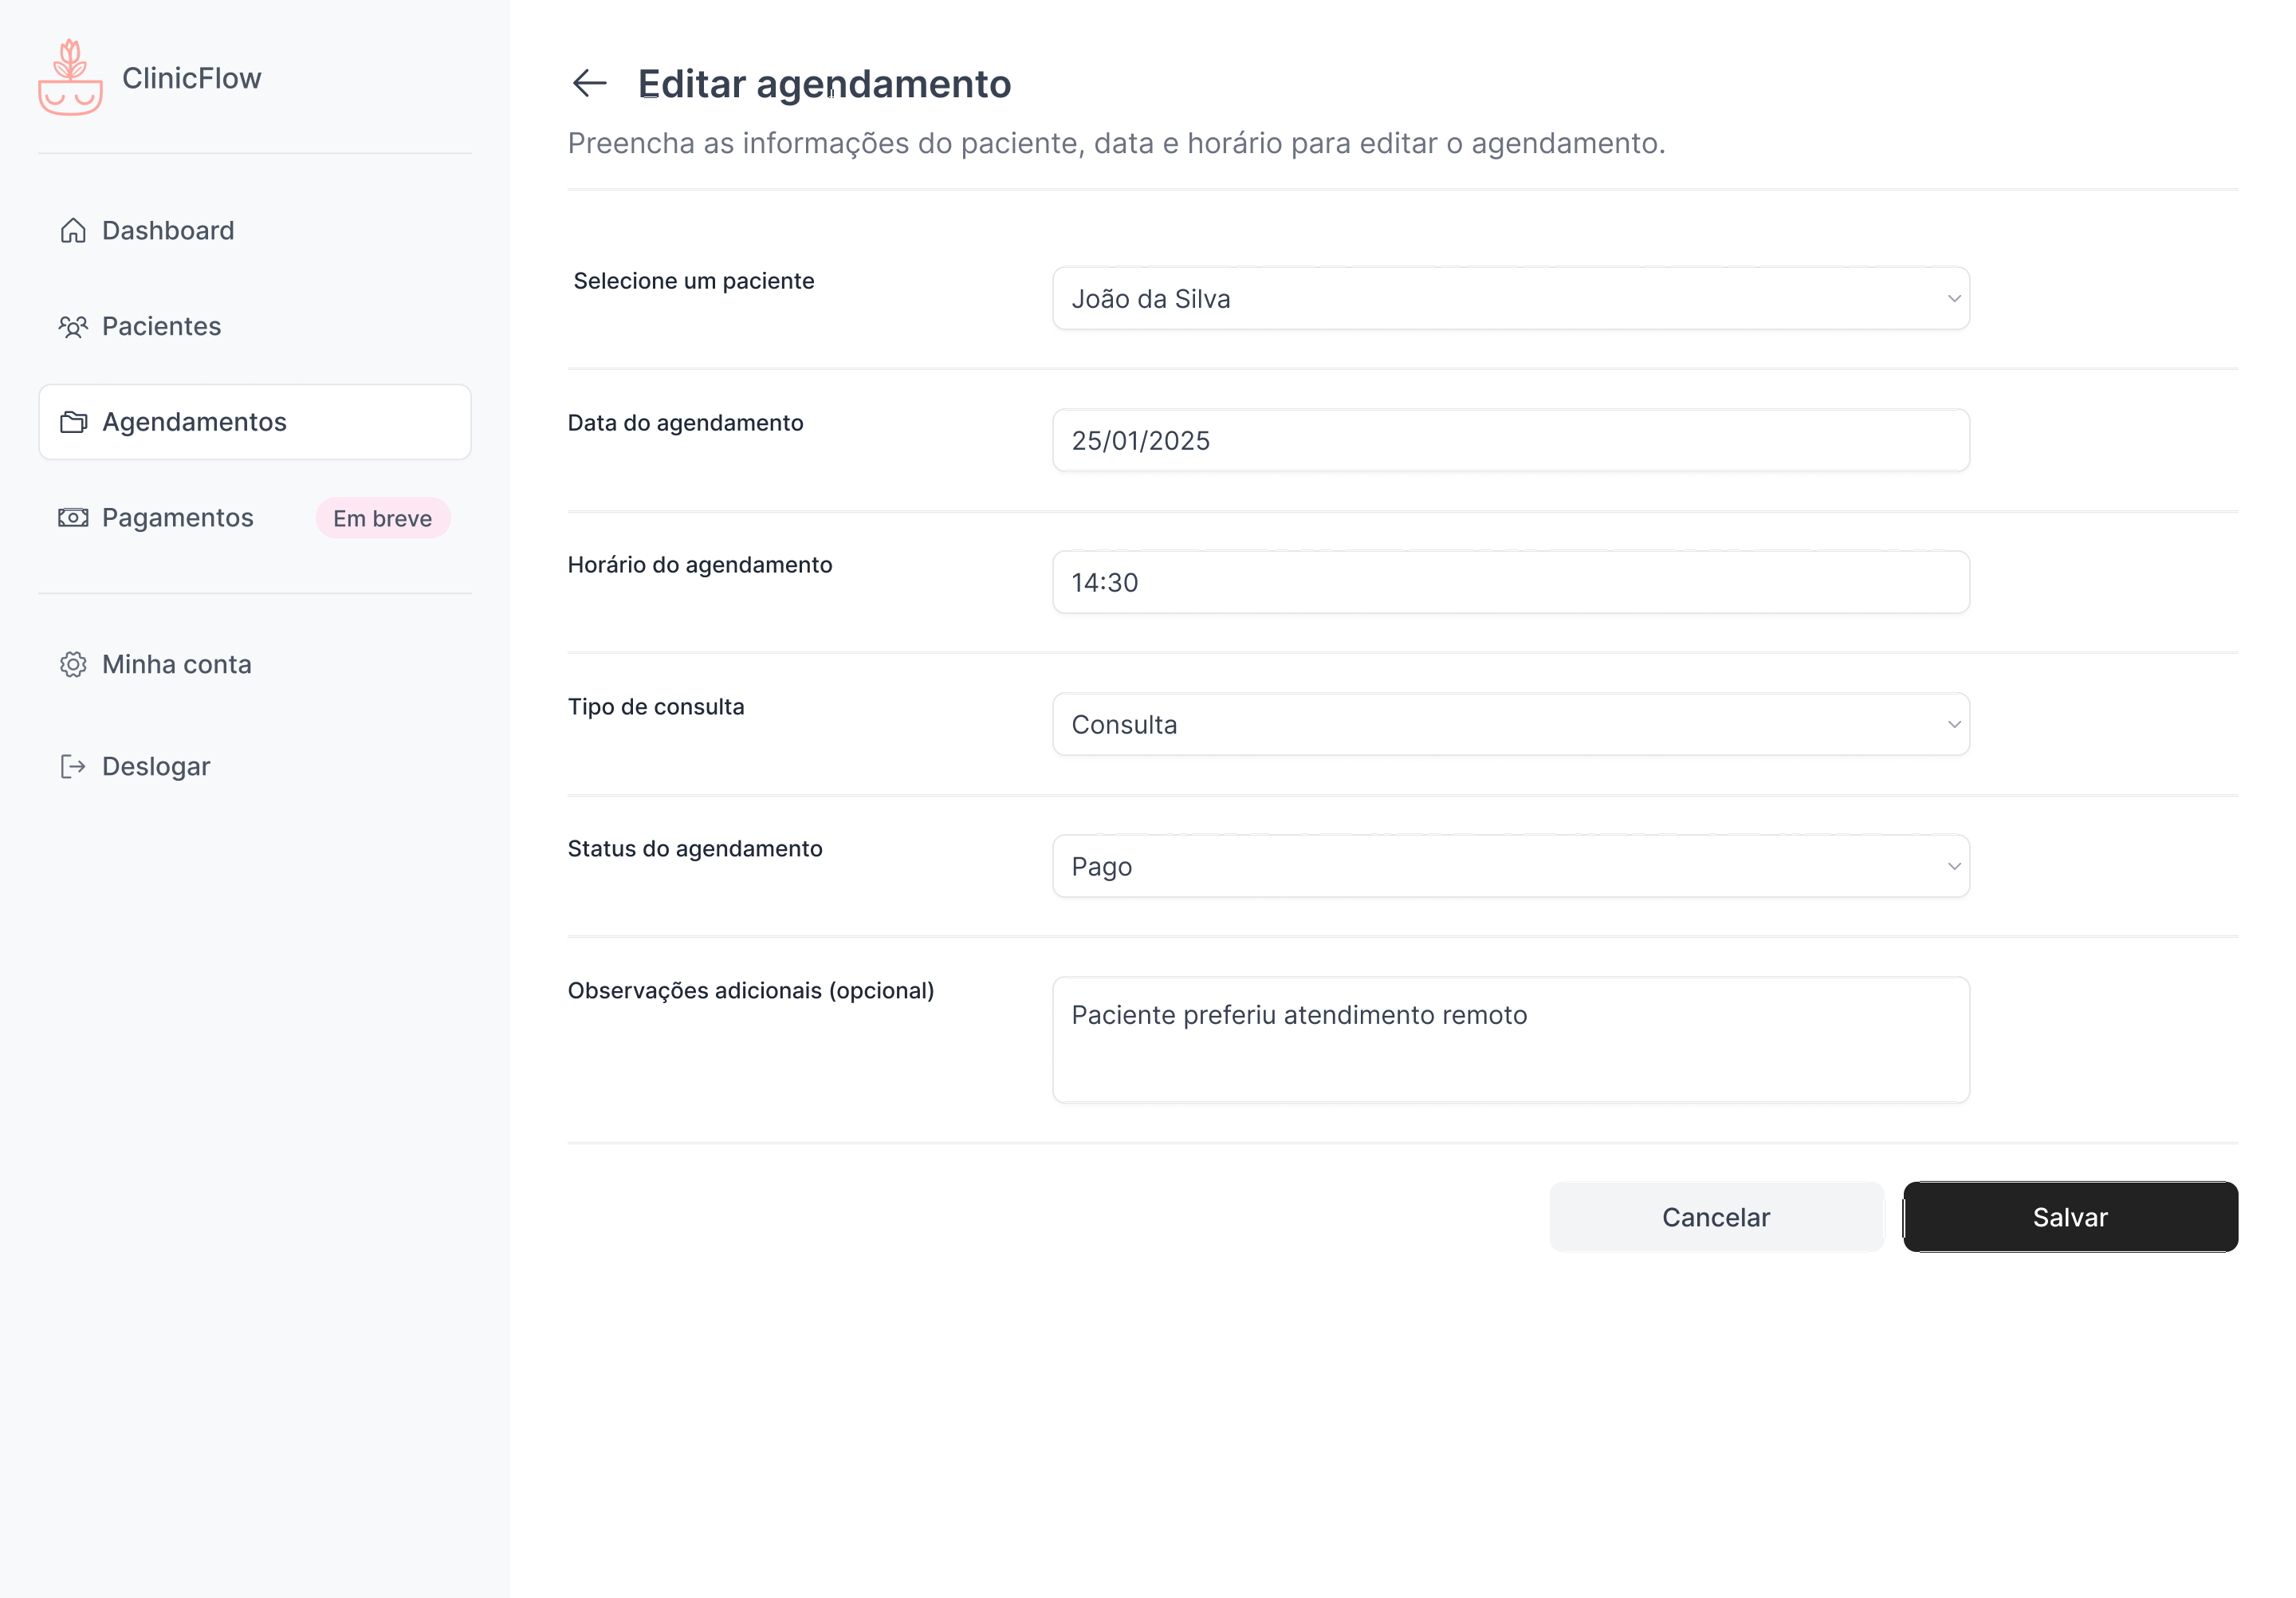 ClinicFlow
Dashboard
Pacientes
Agendamentos
Pagamentos Em breve
Minha conta
Deslogar
Editar agendamento
Preencha as informações do paciente, data e horário para editar o agendamento.
Selecione um paciente
João da Silva
Data do agendamento
25/01/2025
Horário do agendamento
14:30
Tipo de consulta
Consulta
Status do agendamento
Pago
Observações adicionais (opcional)
Paciente preferiu atendimento remoto
Cancelar
Salvar